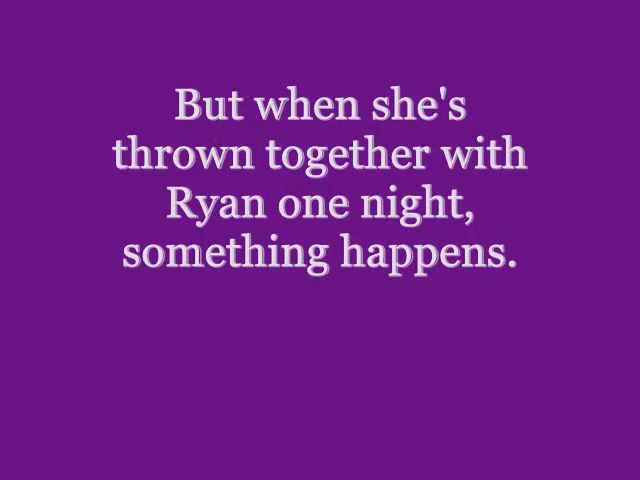 But when she's
thrown together with
Ryan one night,
something happens.